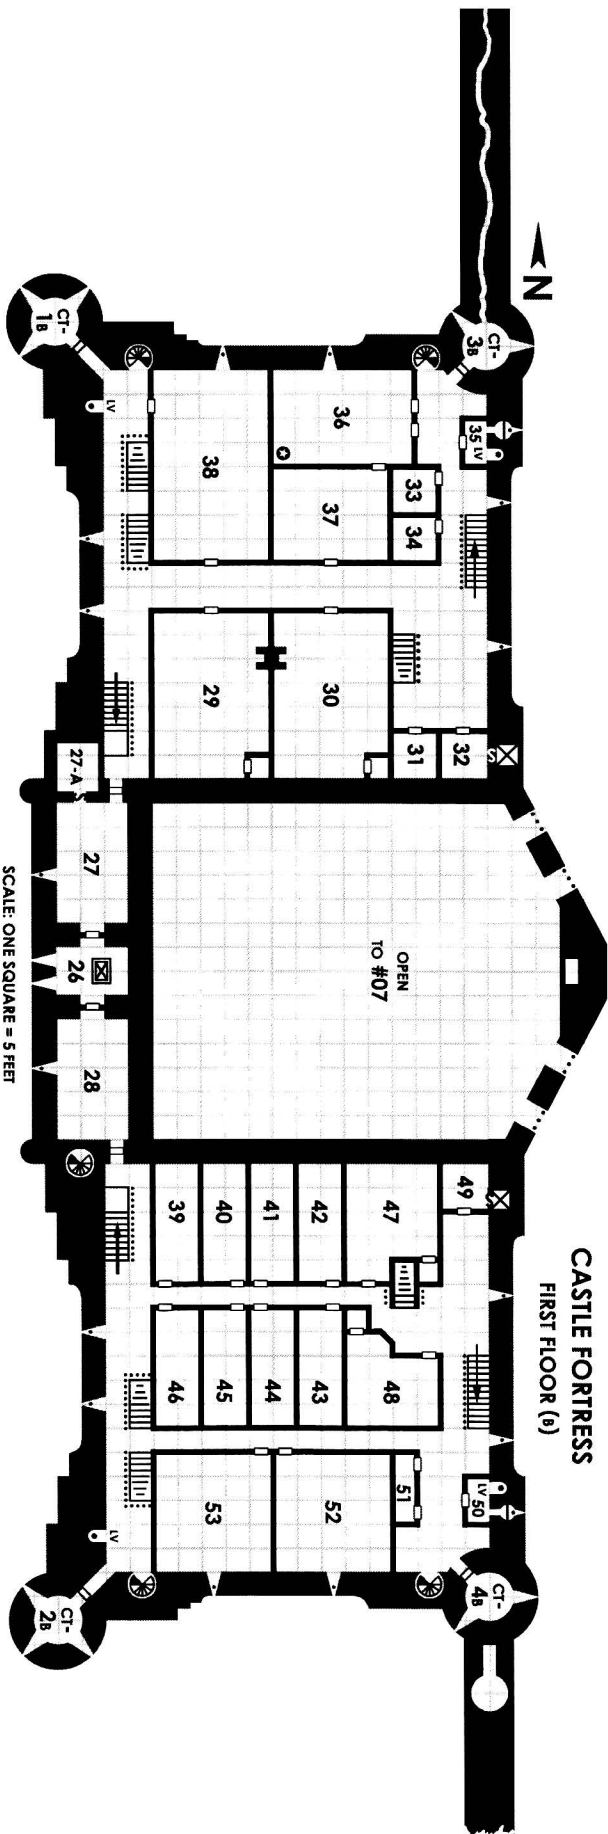 CASTLE FORTRESS
FIRST FLOOR (B)
N
CT-
3B
35 LV
S
32
S
49
LV 50
CT-
4B
33
34
31
36
37
30
OPEN
TO #07
47
48
51
52
42
43
41
44
38
29
40
45
53
39
46
LV
LV
CT-
1B
27-A S
27
26
28
CT-
2B
SCALE: ONE SQUARE = 5 FEET